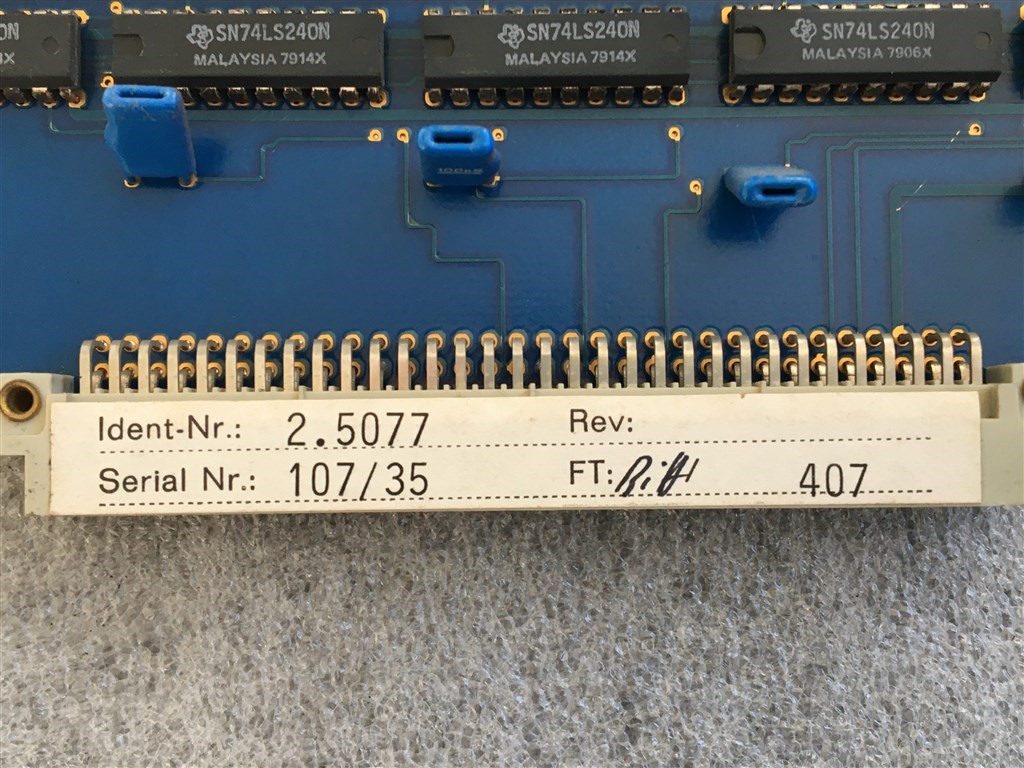 SN74LS240N
MALAYSIA 7914X
SN74LS240N
MALAYSIA 7914X
SN74LS240N
MALAYSIA 7906X
Ident-Nr.: 2.5077 Rev:
Serial Nr.: 107/35 FT: 407